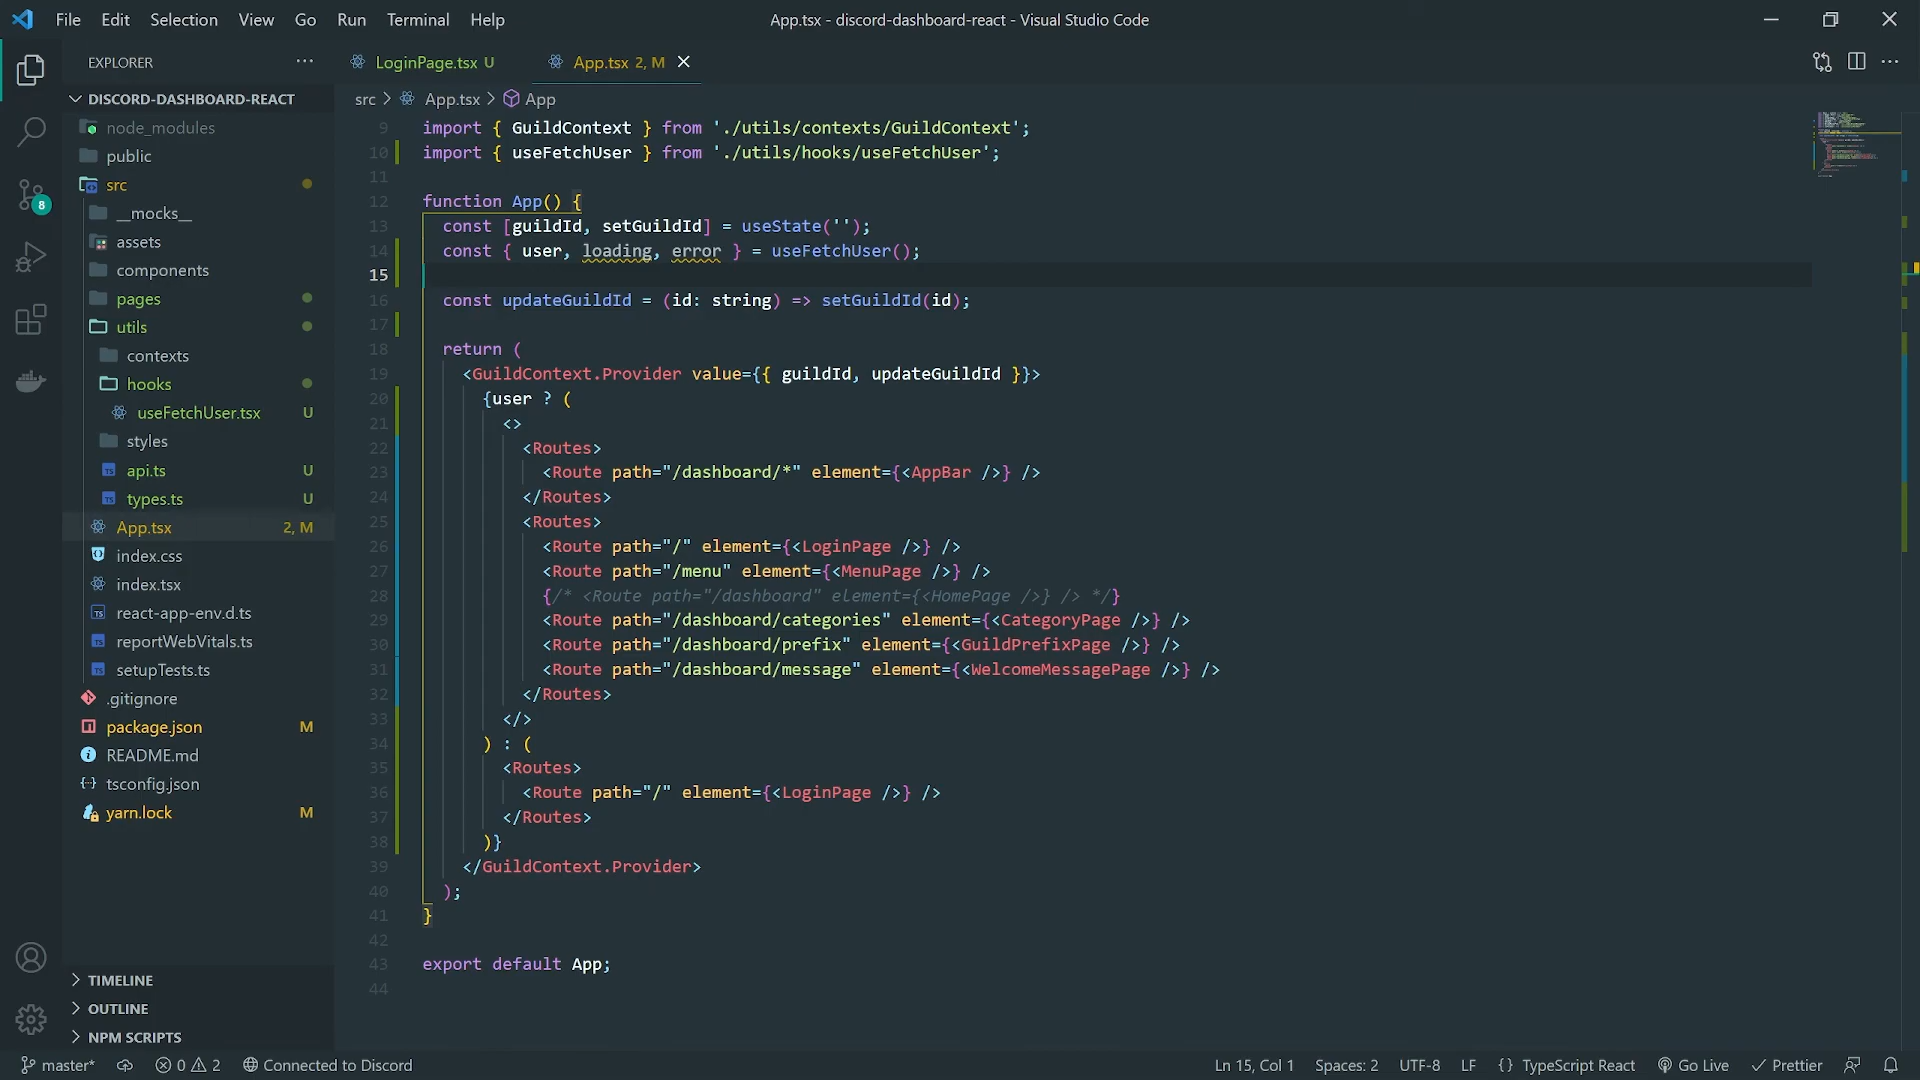 File Edit Selection View Go Run Terminal Help
App.tsx - discord-dashboard-react - Visual Studio Code
EXPLORER
LoginPage.tsx U
App.tsx 2, M
DISCORD-DASHBOARD-REACT
node_modules
public
src
__mocks__
assets
components
pages
utils
contexts
hooks
useFetchUser.tsx U
styles
api.ts U
types.ts U
App.tsx 2, M
index.css
index.tsx
react-app-env.d.ts
reportWebVitals.ts
setupTests.ts
.gitignore
package.json M
README.md
tsconfig.json
yarn.lock M
TIMELINE
OUTLINE
NPM SCRIPTS
8
src > App.tsx > App
9 import { GuildContext } from './utils/contexts/GuildContext';
10 import { useFetchUser } from './utils/hooks/useFetchUser';
11
12 function App() {
13 const [guildId, setGuildId] = useState('');
14 const { user, loading, error } = useFetchUser();
15
16 const updateGuildId = (id: string) => setGuildId(id);
17
18 return (
19 <GuildContext.Provider value={{ guildId, updateGuildId }}>
20 {user ? (
21 <>
22 <Routes>
23 <Route path="/dashboard/*" element={<AppBar />} />
24 </Routes>
25 <Routes>
26 <Route path="/" element={<LoginPage />} />
27 <Route path="/menu" element={<MenuPage />} />
28 {/* <Route path="/dashboard" element={<HomePage />} /> */}
29 <Route path="/dashboard/categories" element={<CategoryPage />} />
30 <Route path="/dashboard/prefix" element={<GuildPrefixPage />} />
31 <Route path="/dashboard/message" element={<WelcomeMessagePage />} />
32 </Routes>
33 </>
34 ) : (
35 <Routes>
36 <Route path="/" element={<LoginPage />} />
37 </Routes>
38 )}
39 </GuildContext.Provider>
40 );
41 }
42
43 export default App;
44
master* 0 2 Connected to Discord
Ln 15, Col 1 Spaces: 2 UTF-8 LF {} TypeScript React Go Live Prettier